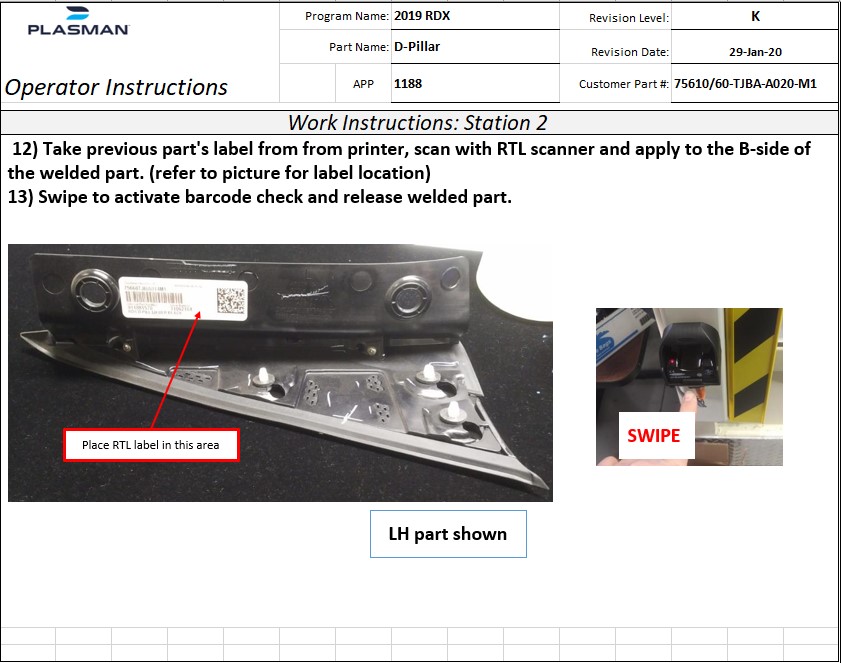 PLASMAN
Program Name: 2019 RDX
Revision Level: K
Part Name: D-Pillar
Revision Date: 29-Jan-20
Operator Instructions
APP 1188
Customer Part #: 75610/60-TJBA-A020-M1
Work Instructions: Station 2
12) Take previous part's label from from printer, scan with RTL scanner and apply to the B-side of
the welded part. (refer to picture for label location)
13) Swipe to activate barcode check and release welded part.
Place RTL label in this area
SWIPE
LH part shown